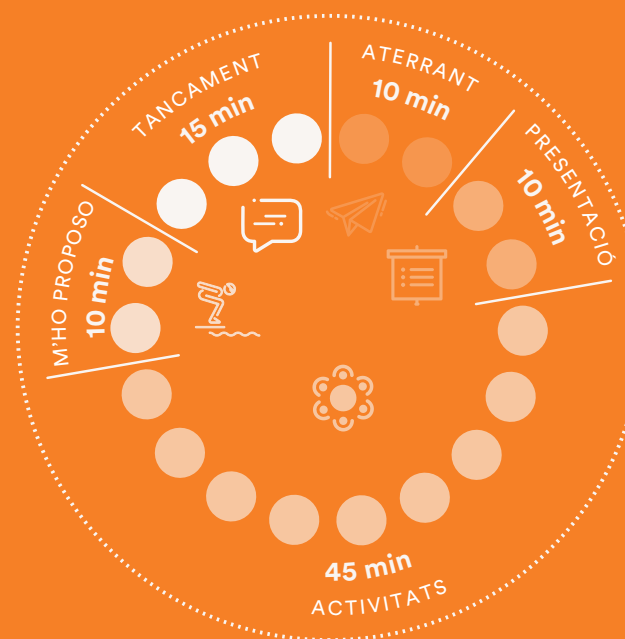 ATERRANT
10 min
PRESENTACIÓ
10 min
45 min
ACTIVITATS
M'HO PROPOSO
10 min
TANCAMENT
15 min